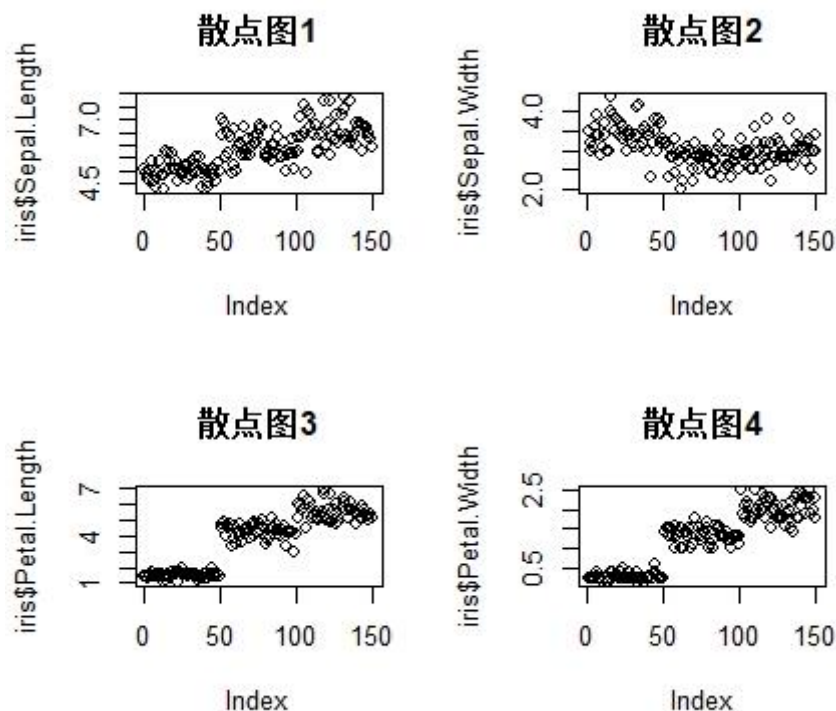 散点图1
iris$Sepal.Length
7.0
4.5
0 50 100 150
Index
散点图2
iris$Sepal.Width
4.0
2.0
0 50 100 150
Index
散点图3
iris$Petal.Length
7
4
1
0 50 100 150
Index
散点图4
iris$Petal.Width
2.5
0.5
0 50 100 150
Index